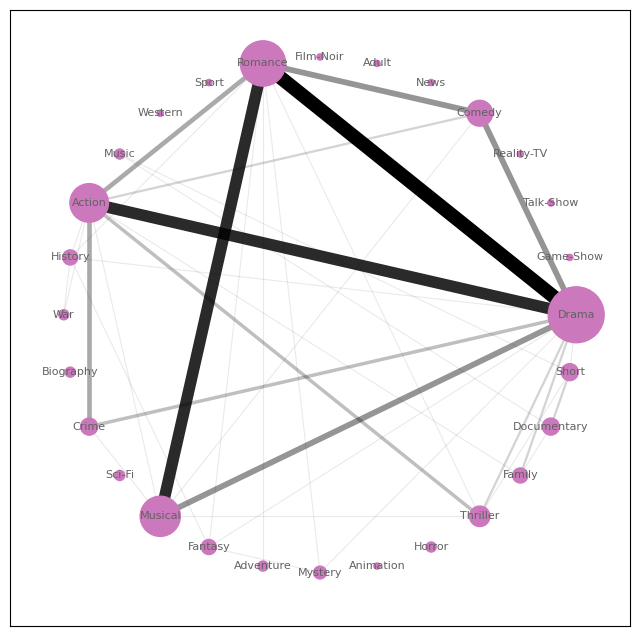 Film-Noir
Romance
Adult
Sport
News
Western
Comedy
Music
Reality-TV
Action
Talk-Show
History
Game-Show
War
Drama
Biography
Short
Crime
Documentary
Sci-Fi
Family
Musical
Thriller
Fantasy
Horror
Adventure
Animation
Mystery